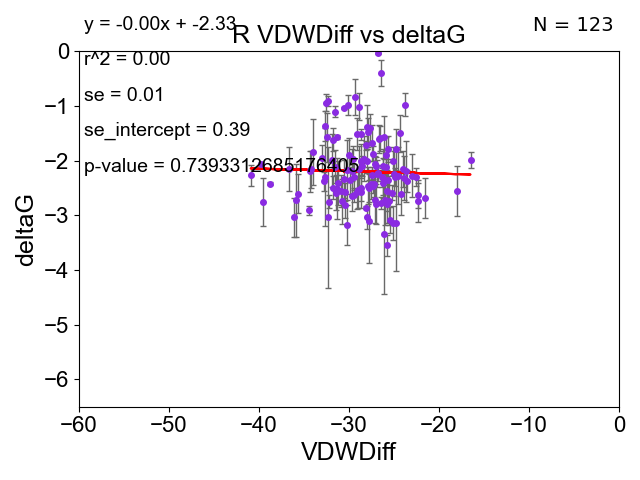 y = -0.00x + -2.33
R VDWDiff vs deltaG
N = 123
r^2 = 0.00
se = 0.01
se_intercept = 0.39
p-value = 0.7393312685176405
deltaG
0
−1
−2
−3
−4
−5
−6
−60
−50
−40
−30
−20
−10
0
VDWDiff